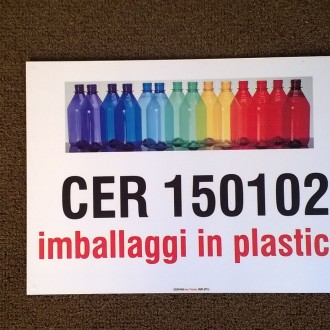 CER 150102
imballaggi in plastic